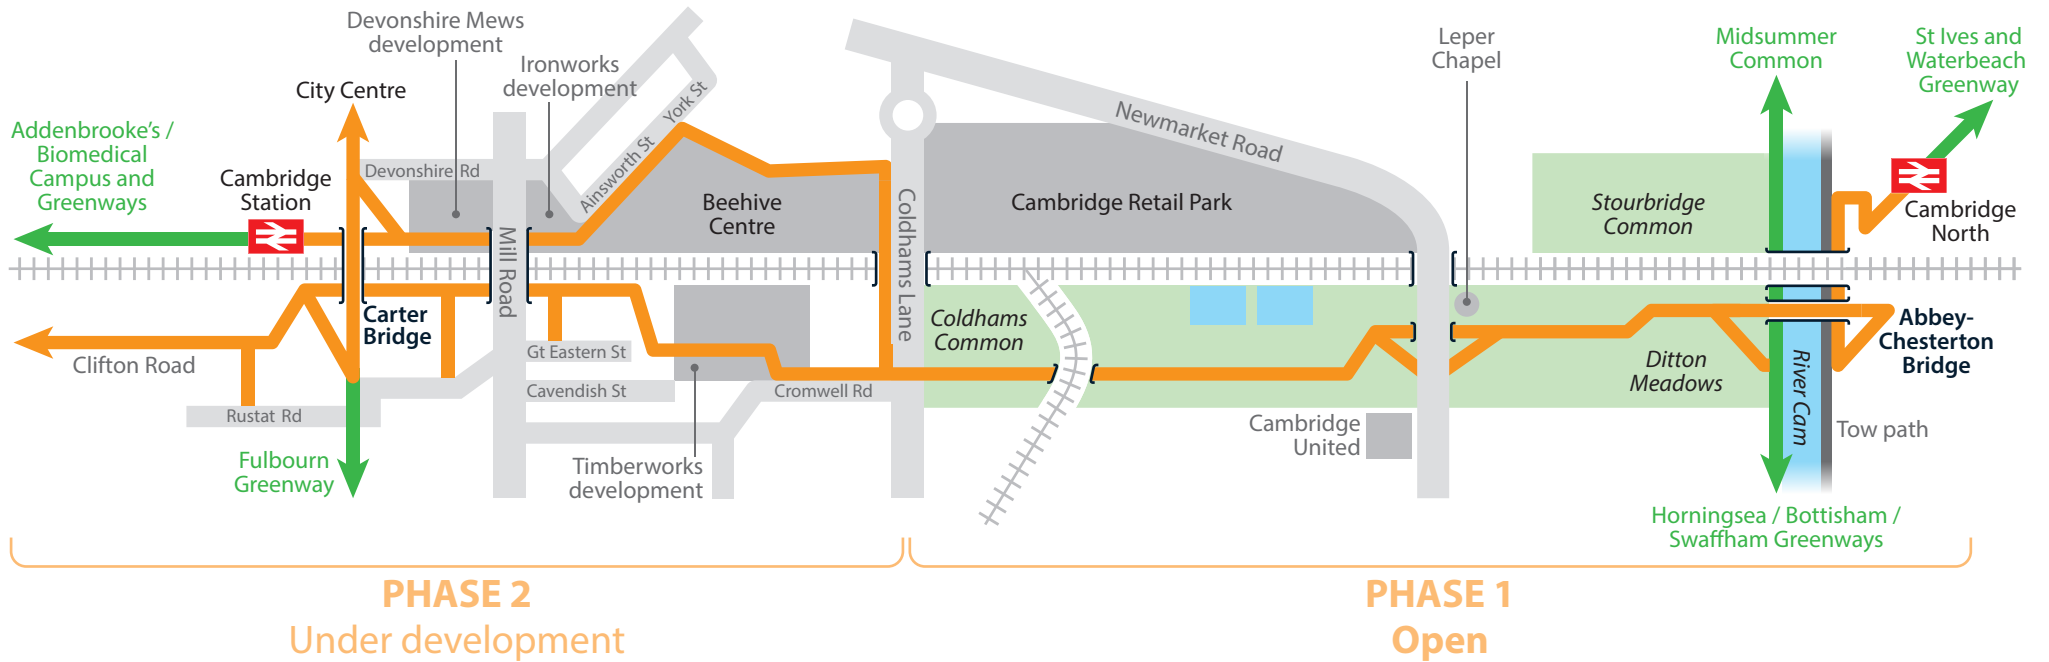 Devonshire Mews
development
Ironworks
development
City Centre
Addenbrooke's /
Biomedical
Campus and
Greenways
Cambridge
Station
Devonshire Rd
Ainsworth St
York St
Beehive
Centre
Mill Road
Coldhams Lane
Newmarket Road
Cambridge Retail Park
Leper
Chapel
Midsummer
Common
St Ives and
Waterbeach
Greenway
Stourbridge
Common
Cambridge
North
Carter
Bridge
Clifton Road
Rustat Rd
Fulbourn
Greenway
Gt Eastern St
Cavendish St
Cromwell Rd
Timberworks
development
Coldhams
Common
Cambridge
United
Ditton
Meadows
River Cam
Abbey-
Chesterton
Bridge
Tow path
Horningsea / Bottisham /
Swaffham Greenways
PHASE 2
Under development
PHASE 1
Open